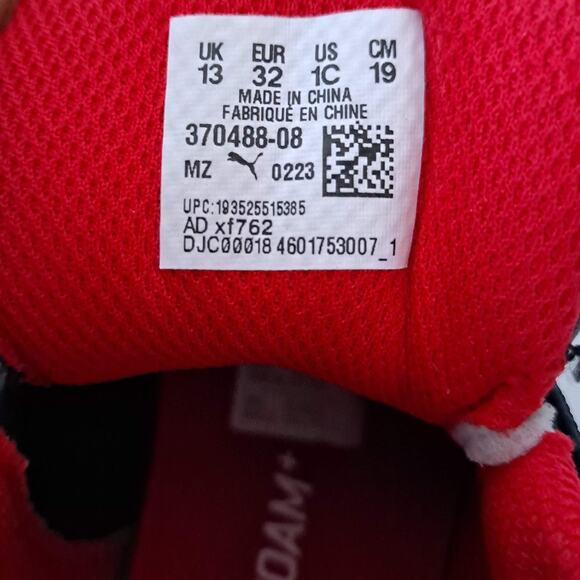 UK EUR US CM
13 32 1C 19
MADE IN CHINA
FABRIQUÉ EN CHINE
370488-08
MZ 0223
UPC:193525515385
AD xf762
DJC00018 4601753007_1
OAM+